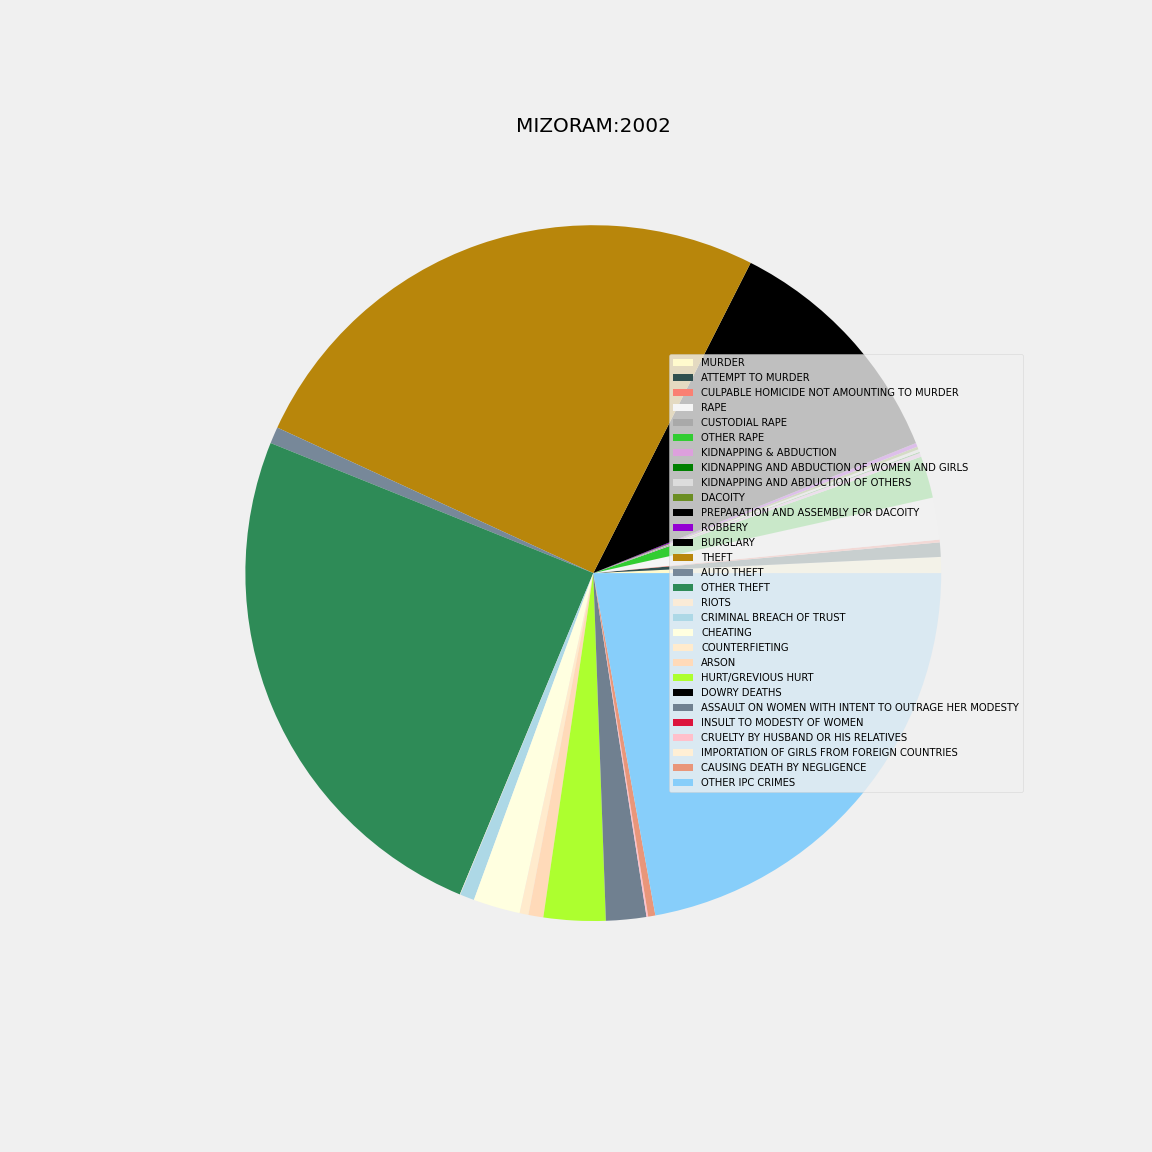 MIZORAM:2002
MURDER
ATTEMPT TO MURDER
CULPABLE HOMICIDE NOT AMOUNTING TO MURDER
RAPE
CUSTODIAL RAPE
OTHER RAPE
KIDNAPPING & ABDUCTION
KIDNAPPING AND ABDUCTION OF WOMEN AND GIRLS
KIDNAPPING AND ABDUCTION OF OTHERS
DACOITY
PREPARATION AND ASSEMBLY FOR DACOITY
ROBBERY
BURGLARY
THEFT
AUTO THEFT
OTHER THEFT
RIOTS
CRIMINAL BREACH OF TRUST
CHEATING
COUNTERFIETING
ARSON
HURT/GREVIOUS HURT
DOWRY DEATHS
ASSAULT ON WOMEN WITH INTENT TO OUTRAGE HER MODESTY
INSULT TO MODESTY OF WOMEN
CRUELTY BY HUSBAND OR HIS RELATIVES
IMPORTATION OF GIRLS FROM FOREIGN COUNTRIES
CAUSING DEATH BY NEGLIGENCE
OTHER IPC CRIMES